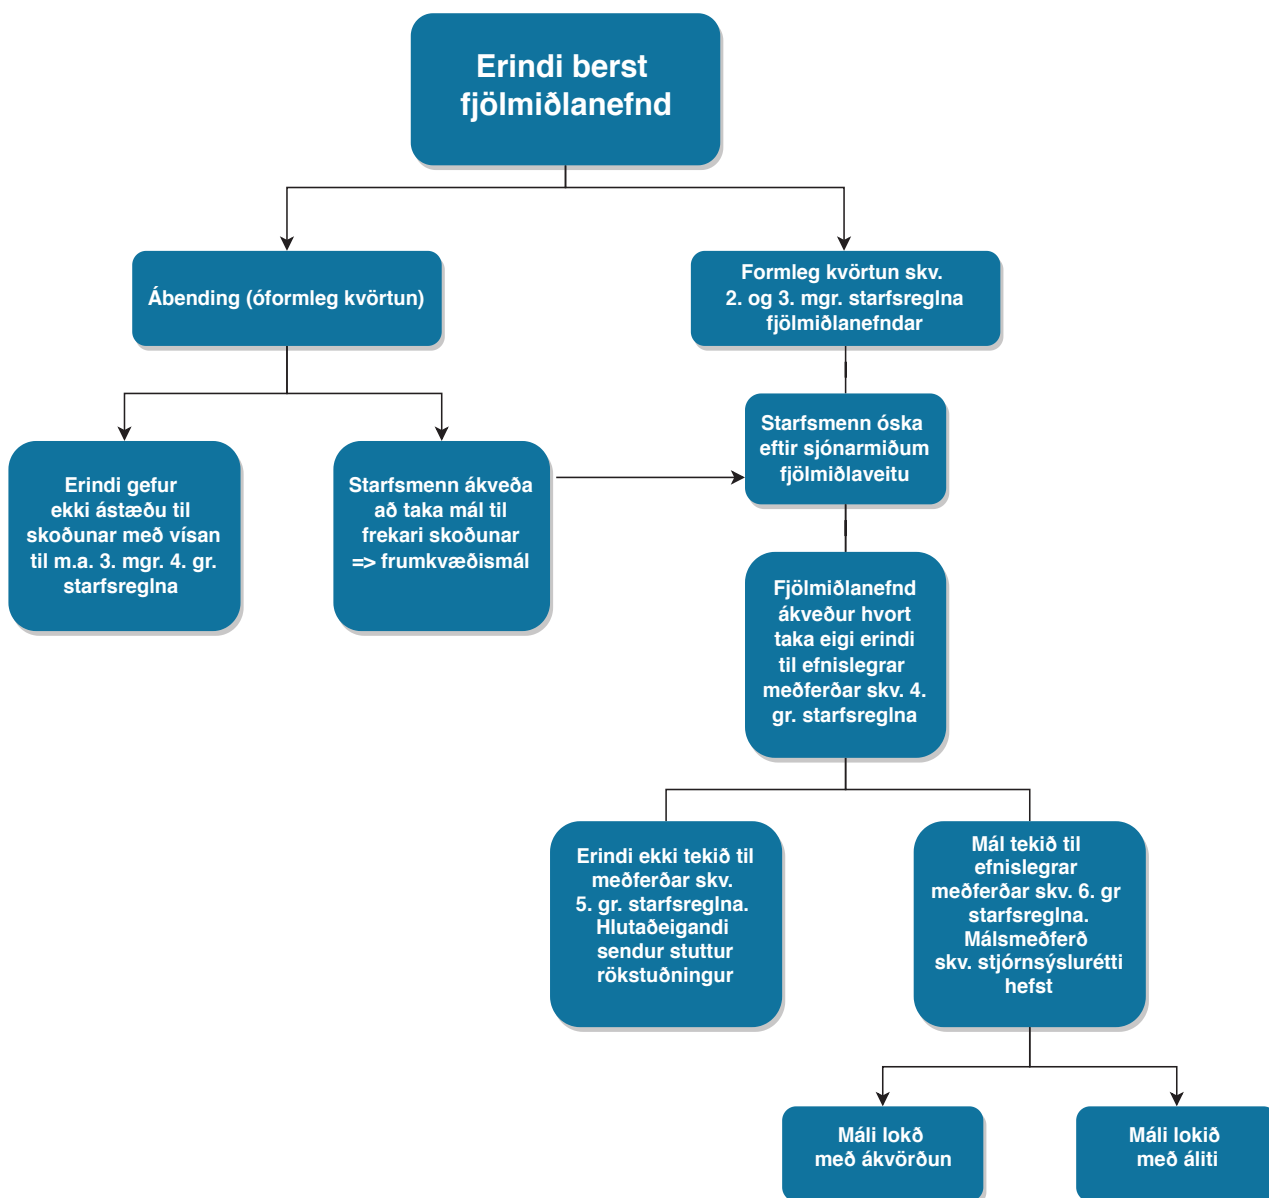 Erindi berst
fjölmiðlanefnd
Ábending (óformleg kvörtun)
Formleg kvörtun skv.
2. og 3. mgr. starfsreglna
fjölmiðlanefndar
Erindi gefur
ekki ástæðu til
skoðunar með vísan
til m.a. 3. mgr. 4. gr.
starfsreglna
Starfsmenn ákveða
að taka mál til
frekari skoðunar
=> frumkvæðismál
Starfsmenn óska
eftir sjónarmiðum
fjölmiðlaveitu
Fjölmiðlanefnd
ákveður hvort
taka eigi erindi
til efnislegrar
meðferðar skv. 4.
gr. starfsreglna
Erindi ekki tekið til
meðferðar skv.
5. gr. starfsreglna.
Hlutaðeigandi
sendur stuttur
rökstuðningur
Mál tekið til
efnislegrar
meðferðar skv. 6. gr
starfsreglna.
Málsmeðferð
skv. stjórnsýslurétti
hefst
Máli lokð
með ákvörðun
Máli lokið
með áliti